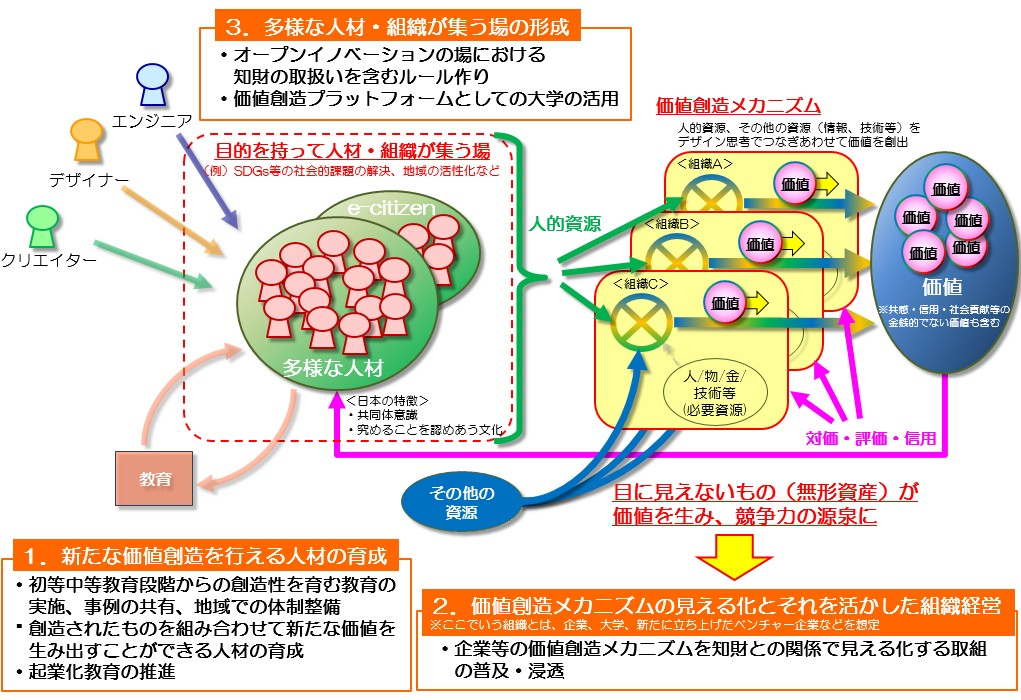 ３．多様な人材・組織が集う場の形成
・オープンイノベーションの場における
知財の取扱いを含むルール作り
・価値創造プラットフォームとしての大学の活用
エンジニア
デザイナー
クリエイター
目的を持って人材・組織が集う場
（例）SDGs等の社会的課題の解決、地域の活性化など
e-citizen
多様な人材
＜日本の特徴＞
・共同体意識
・究めることを認めあう文化
教育
人的資源
価値創造メカニズム
人的資源、その他の資源（情報、技術等）を
デザイン思考でつなぎあわせて価値を創出
＜組織A＞
価値
＜組織B＞
価値
＜組織C＞
価値
人/物/金/
技術等
(必要資源)
価値
価値
価値
価値
価値
価値
※共感・信用・社会貢献等の
金銭的でない価値も含む
対価・評価・信用
その他の
資源
目に見えないもの（無形資産）が
価値を生み、競争力の源泉に
１．新たな価値創造を行える人材の育成
・初等中等教育段階からの創造性を育む教育の
実施、事例の共有、地域での体制整備
・創造されたものを組み合わせて新たな価値を
生み出すことができる人材の育成
・起業化教育の推進
２．価値創造メカニズムの見える化とそれを活かした組織経営
※ここでいう組織とは、企業、大学、新たに立ち上げたベンチャー企業などを想定
・企業等の価値創造メカニズムを知財との関係で見える化する取組
の普及・浸透